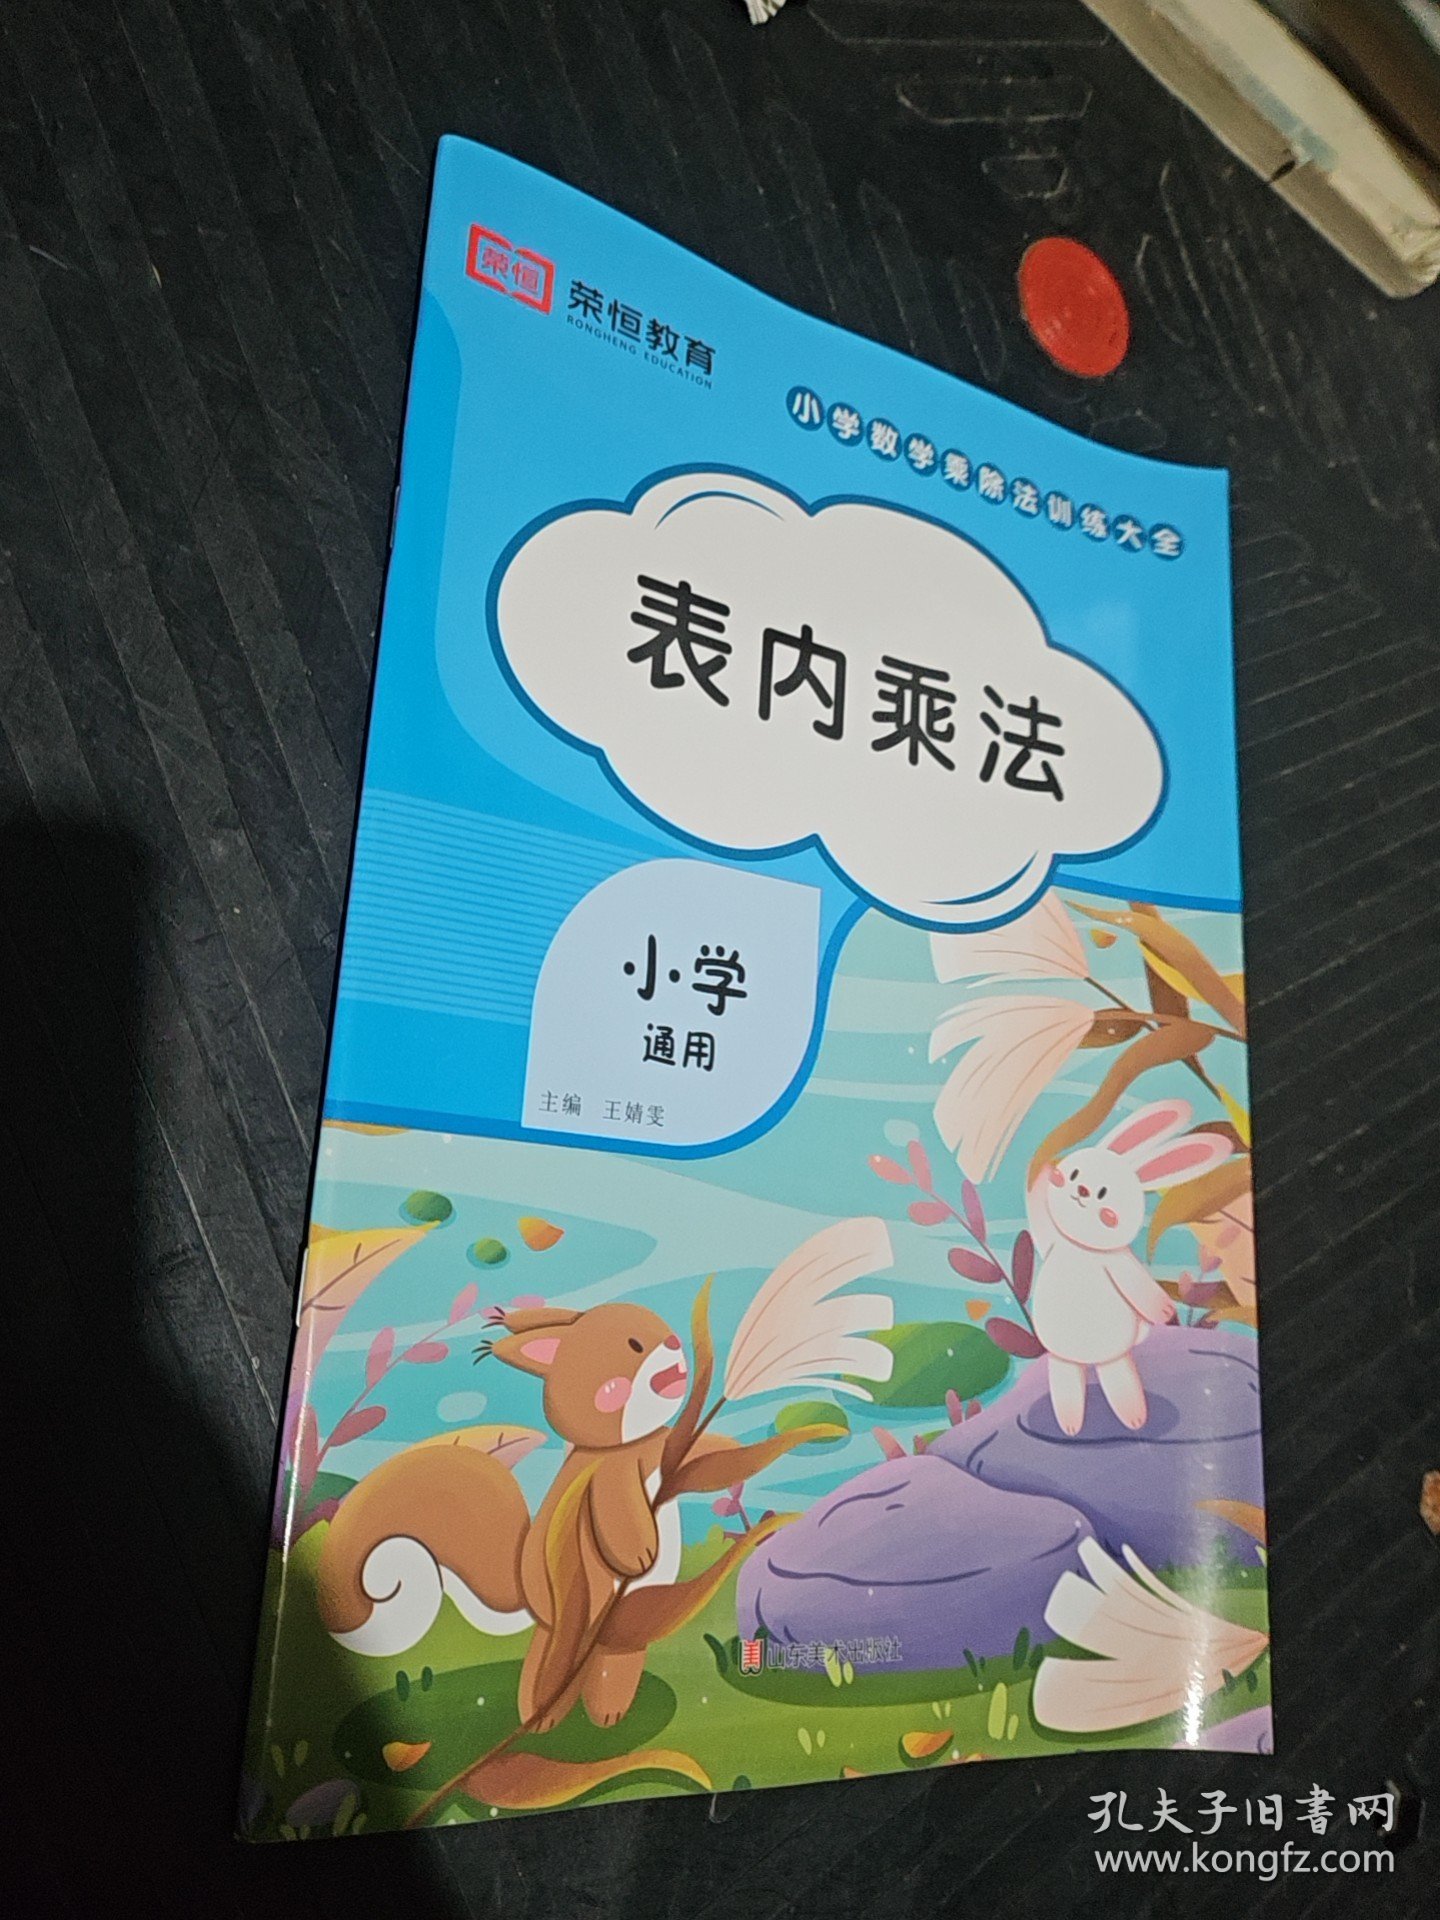 荣恒
荣恒教育
RONGHENG EDUCATION
小学数学乘除法训练大全
表内乘法
小学
通用
主编 王婧雯
美 山东美术出版社
孔夫子旧書网
www.kongfz.com